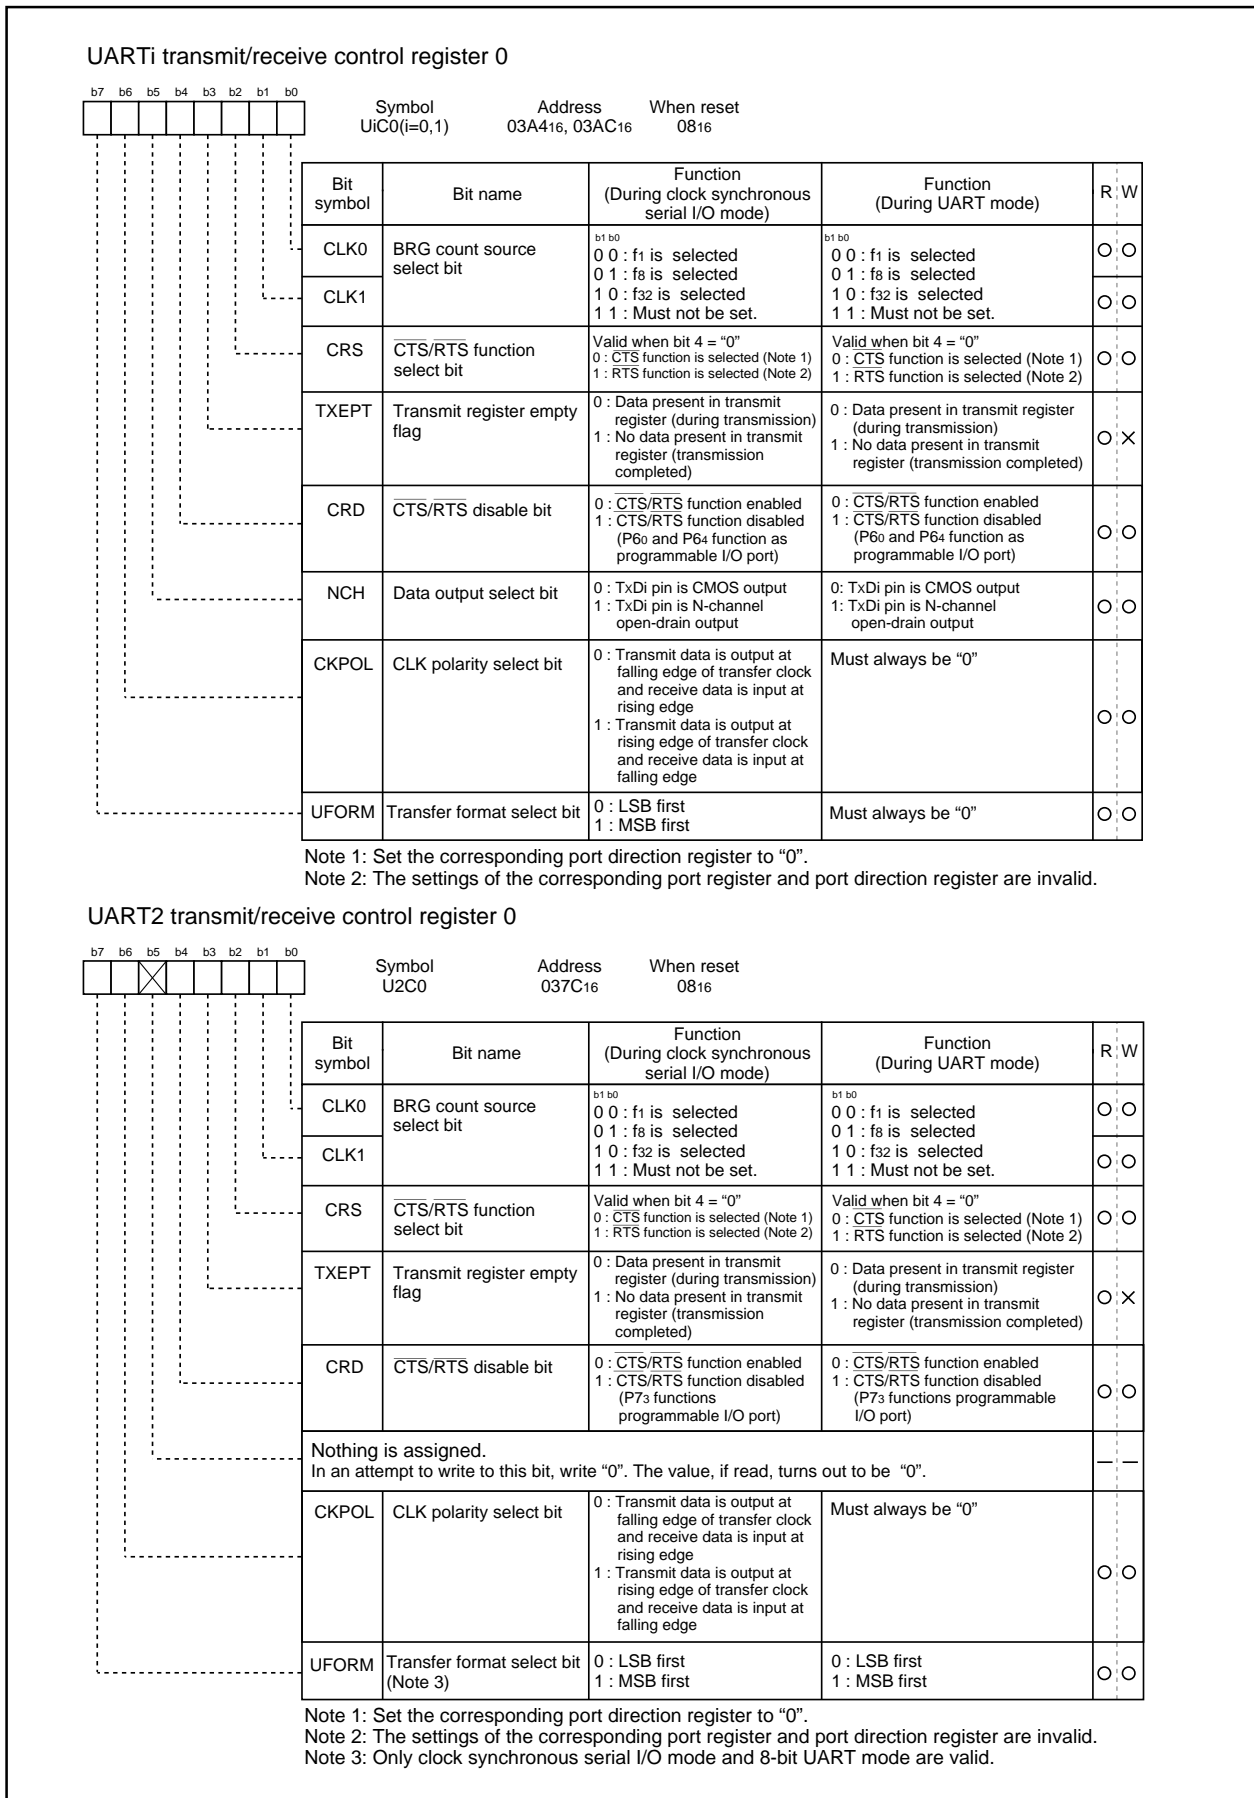 UARTi transmit/receive control register 0
b7 b6 b5 b4 b3 b2 b1 b0
Symbol Address When reset
UiC0(i=0,1) 03A416, 03AC16 0816
Bit symbol Bit name Function (During clock synchronous serial I/O mode) Function (During UART mode) R W
CLK0 BRG count source select bit
CLK1
b1 b0
0 0 : f1 is selected
0 1 : f8 is selected
1 0 : f32 is selected
1 1 : Must not be set.
b1 b0
0 0 : f1 is selected
0 1 : f8 is selected
1 0 : f32 is selected
1 1 : Must not be set.
CRS CTS/RTS function select bit
Valid when bit 4 = “0”
0 : CTS function is selected (Note 1)
1 : RTS function is selected (Note 2)
Valid when bit 4 = “0”
0 : CTS function is selected (Note 1)
1 : RTS function is selected (Note 2)
TXEPT Transmit register empty flag
0 : Data present in transmit
register (during transmission)
1 : No data present in transmit
register (transmission
completed)
0 : Data present in transmit register
(during transmission)
1 : No data present in transmit
register (transmission completed)
CRD CTS/RTS disable bit
0 : CTS/RTS function enabled
1 : CTS/RTS function disabled
(P60 and P64 function as
programmable I/O port)
0 : CTS/RTS function enabled
1 : CTS/RTS function disabled
(P60 and P64 function as
programmable I/O port)
NCH Data output select bit
0 : TXDi pin is CMOS output
1 : TXDi pin is N-channel
open-drain output
0: TXDi pin is CMOS output
1: TXDi pin is N-channel
open-drain output
CKPOL CLK polarity select bit
0 : Transmit data is output at
falling edge of transfer clock
and receive data is input at
rising edge
1 : Transmit data is output at
rising edge of transfer clock
and receive data is input at
falling edge
Must always be “0”
UFORM Transfer format select bit
0 : LSB first
1 : MSB first
Must always be “0”
Note 1: Set the corresponding port direction register to “0”.
Note 2: The settings of the corresponding port register and port direction register are invalid.
UART2 transmit/receive control register 0
b7 b6 b5 b4 b3 b2 b1 b0
Symbol Address When reset
U2C0 037C16 0816
Bit symbol Bit name Function (During clock synchronous serial I/O mode) Function (During UART mode) R W
CLK0 BRG count source select bit
CLK1
b1 b0
0 0 : f1 is selected
0 1 : f8 is selected
1 0 : f32 is selected
1 1 : Must not be set.
b1 b0
0 0 : f1 is selected
0 1 : f8 is selected
1 0 : f32 is selected
1 1 : Must not be set.
CRS CTS/RTS function select bit
Valid when bit 4 = “0”
0 : CTS function is selected (Note 1)
1 : RTS function is selected (Note 2)
Valid when bit 4 = “0”
0 : CTS function is selected (Note 1)
1 : RTS function is selected (Note 2)
TXEPT Transmit register empty flag
0 : Data present in transmit
register (during transmission)
1 : No data present in transmit
register (transmission
completed)
0 : Data present in transmit register
(during transmission)
1 : No data present in transmit
register (transmission completed)
CRD CTS/RTS disable bit
0 : CTS/RTS function enabled
1 : CTS/RTS function disabled
(P73 functions
programmable I/O port)
0 : CTS/RTS function enabled
1 : CTS/RTS function disabled
(P73 functions programmable
I/O port)
Nothing is assigned.
In an attempt to write to this bit, write “0”. The value, if read, turns out to be “0”.
CKPOL CLK polarity select bit
0 : Transmit data is output at
falling edge of transfer clock
and receive data is input at
rising edge
1 : Transmit data is output at
rising edge of transfer clock
and receive data is input at
falling edge
Must always be “0”
UFORM Transfer format select bit
(Note 3)
0 : LSB first
1 : MSB first
0 : LSB first
1 : MSB first
Note 1: Set the corresponding port direction register to “0”.
Note 2: The settings of the corresponding port register and port direction register are invalid.
Note 3: Only clock synchronous serial I/O mode and 8-bit UART mode are valid.